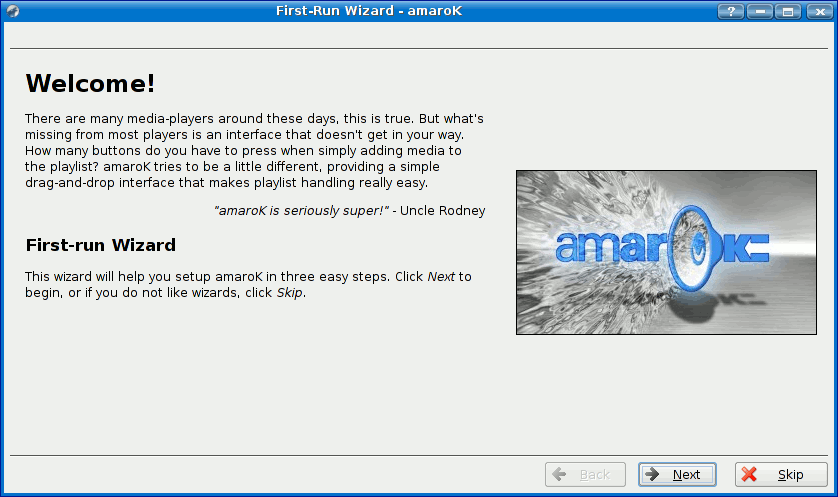 First-Run Wizard - amaroK
Welcome!
There are many media-players around these days, this is true. But what's
missing from most players is an interface that doesn't get in your way.
How many buttons do you have to press when simply adding media to
the playlist? amaroK tries to be a little different, providing a simple
drag-and-drop interface that makes playlist handling really easy.
"amaroK is seriously super!" - Uncle Rodney
First-run Wizard
This wizard will help you setup amaroK in three easy steps. Click Next to
begin, or if you do not like wizards, click Skip.
amarok
Back
Next
Skip